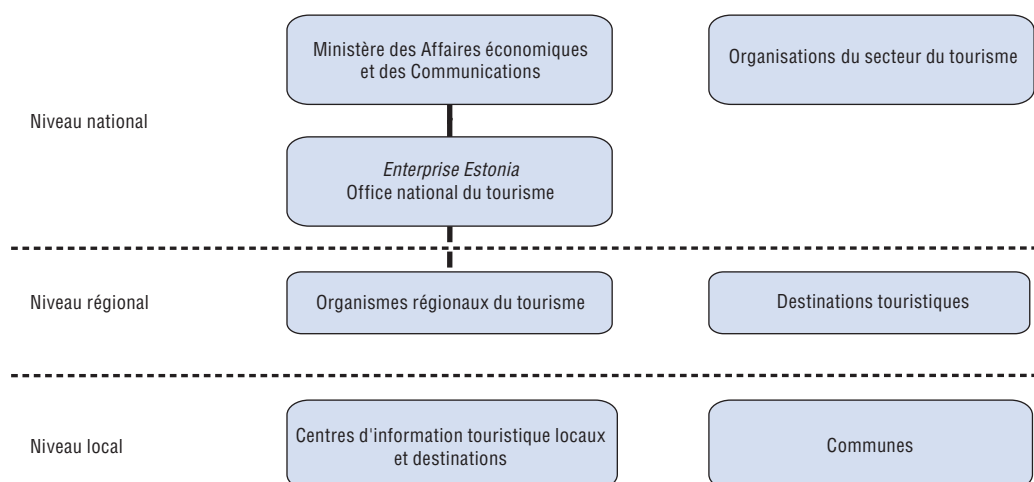 Ministère des Affaires économiques
et des Communications
Organisations du secteur du tourisme
Niveau national
Enterprise Estonia
Office national du tourisme
Niveau régional
Organismes régionaux du tourisme
Destinations touristiques
Niveau local
Centres d'information touristique locaux
et destinations
Communes